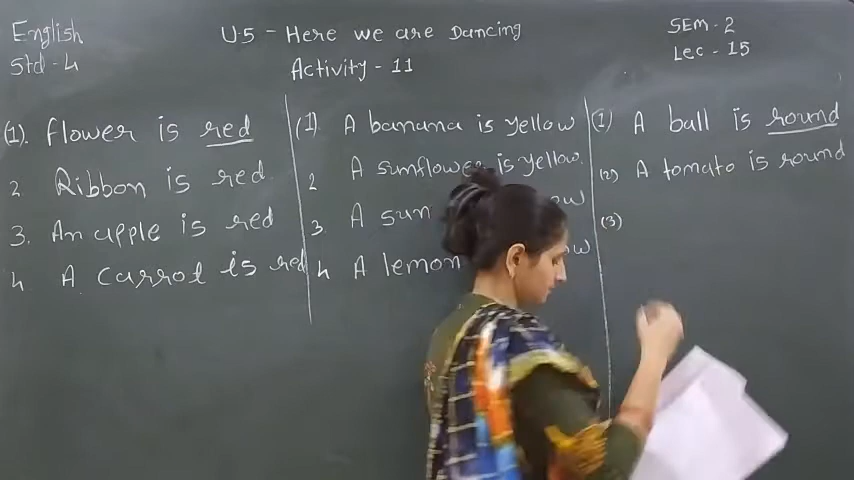 English
Std - 4
U.5 - Here we are Dancing
Activity - 11
SEM - 2
Lec - 15
(1). flower is red
2 Ribbon is red.
3. An apple is red
4 A carrot is red
(1). A banana is yellow
2 A sunflower is yellow.
3. A sun
4 A lemon
(1) A ball is round
(2) A tomato is round
(3)